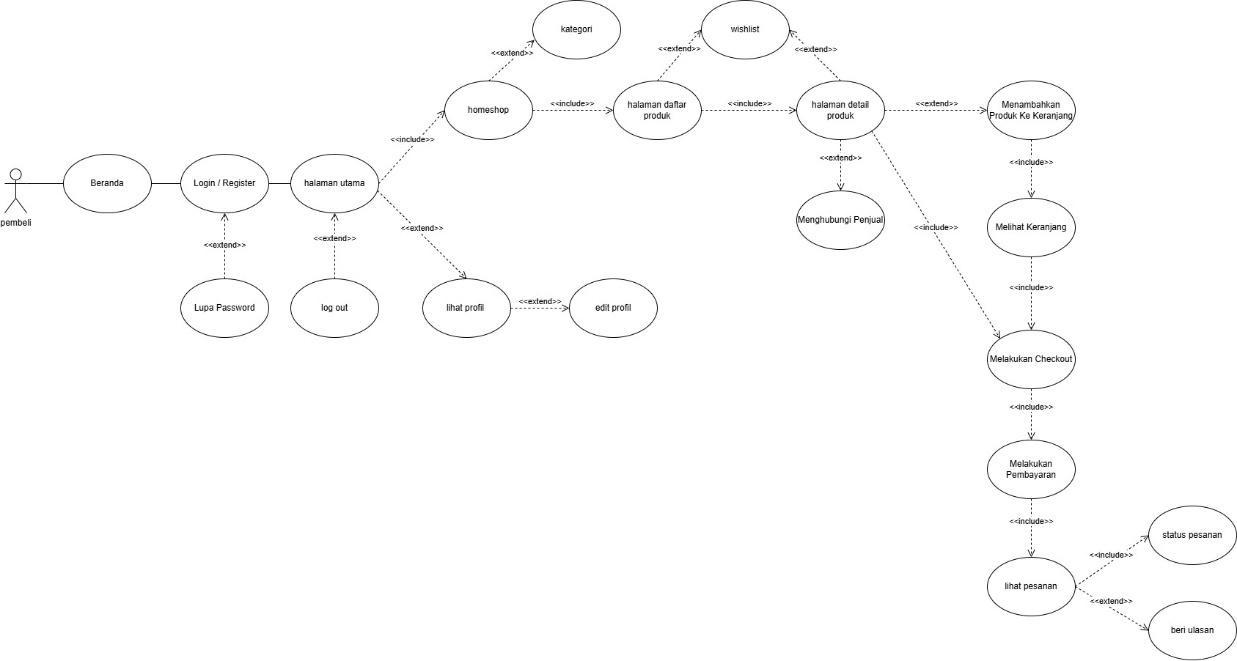 kategori
wishlist
<<extend>>
<<extend>>
<<extend>>
homeshop
<<include>>
halaman daftar
produk
<<include>>
halaman detail
produk
<<extend>>
Menambahkan
Produk Ke Keranjang
<<include>>
<<extend>>
<<include>>
pembeli
Beranda
Login / Register
halaman utama
Menghubungi Penjual
Melihat Keranjang
<<extend>>
<<extend>>
<<extend>>
<<include>>
<<include>>
Lupa Password
log out
lihat profil
<<extend>>
edit profil
Melakukan Checkout
<<include>>
Melakukan
Pembayaran
<<include>>
status pesanan
<<include>>
lihat pesanan
<<extend>>
beri ulasan